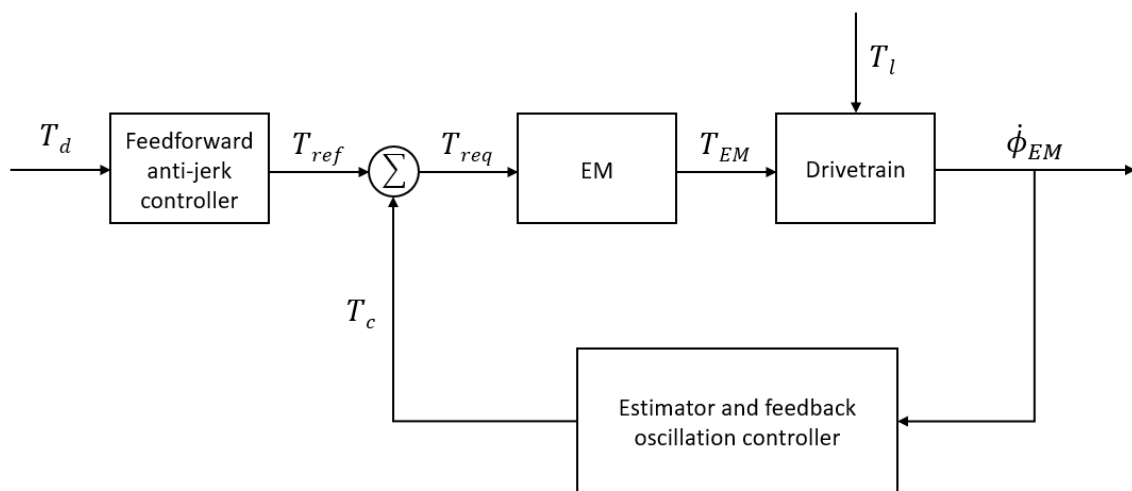 T_l
T_d
Feedforward
anti-jerk
controller
T_ref
∑
T_req
EM
T_EM
Drivetrain
ϕ̇_EM
T_c
Estimator and feedback
oscillation controller